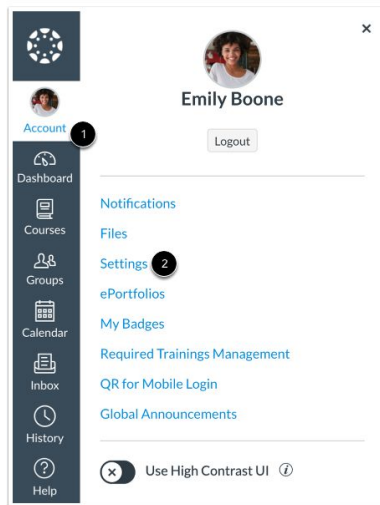 Emily Boone
Logout
Account 1
Dashboard
Courses
Groups
Calendar
Inbox
History
Help
Notifications
Files
Settings 2
ePortfolios
My Badges
Required Trainings Management
QR for Mobile Login
Global Announcements
Use High Contrast UI i